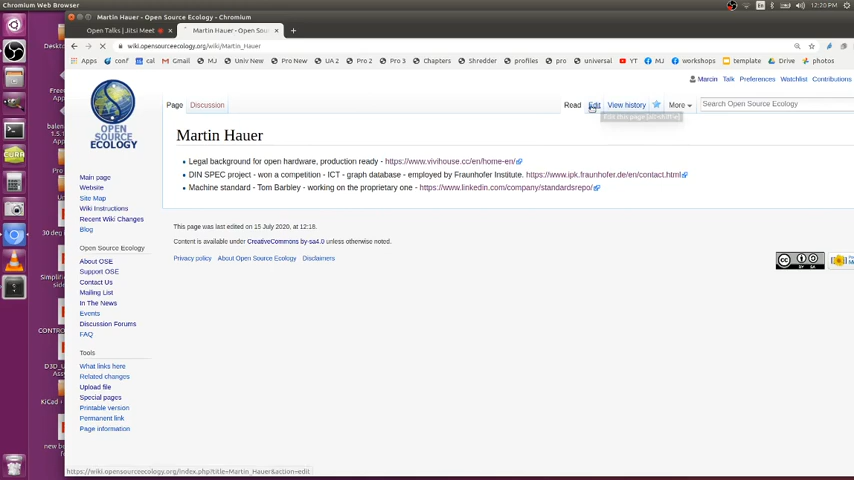 Chromium Web Browser
12:20 PM
Martin Hauer - Open Source Ecology - Chromium
Open Talks | Jitsi Meet
Martin Hauer - Open Sou
wiki.opensourceecology.org/wiki/Martin_Hauer
Apps conf cal Gmail MJ Univ New Pro New UA 2 Pro 2 Pro 3 Chapters Shredder profiles pro universal YT MJ workshops template photos
Marcin Talk Preferences Watchlist Contributions
Page Discussion Read Edit View history More Search Open Source Ecology
Edit this page [alt+shift+e]
OPEN
SOURCE
ECOLOGY
Martin Hauer
Legal background for open hardware, production ready - https://www.vivihouse.cc/en/home-en/
DIN SPEC project - won a competition - ICT - graph database - employed by Fraunhofer Institute. https://www.ipk.fraunhofer.de/en/contact.html
Machine standard - Tom Barbley - working on the proprietary one - https://www.linkedin.com/company/standardsrepo/
This page was last edited on 15 July 2020, at 12:18.
Content is available under CreativeCommons by-sa4.0 unless otherwise noted.
Privacy policy About Open Source Ecology Disclaimers
Main page
Website
Site Map
Wiki Instructions
Recent Wiki Changes
Blog
Open Source Ecology
About OSE
Support OSE
Contact Us
Mailing List
In The News
Events
Discussion Forums
FAQ
Tools
What links here
Related changes
Upload file
Special pages
Printable version
Permanent link
Page information
https://wiki.opensourceecology.org/index.php?title=Martin_Hauer&action=edit